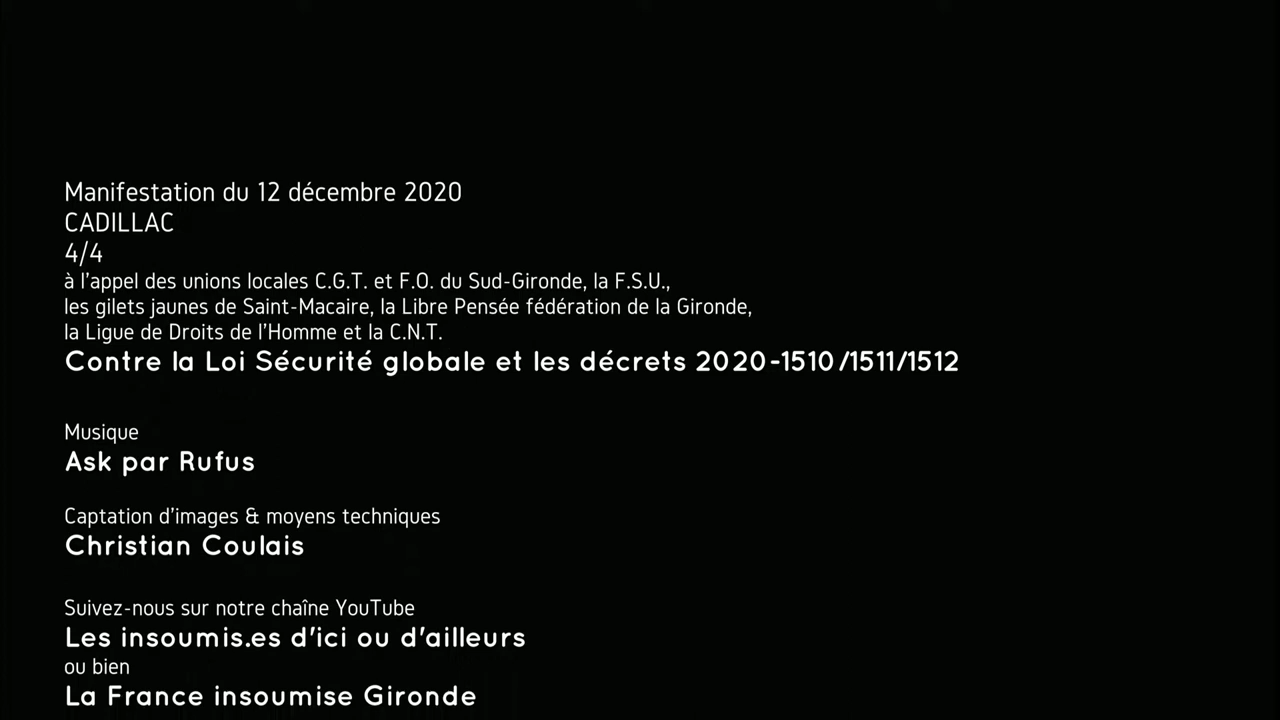 Manifestation du 12 décembre 2020
CADILLAC
4/4
à l'appel des unions locales C.G.T. et F.O. du Sud-Gironde, la F.S.U.,
les gilets jaunes de Saint-Macaire, la Libre Pensée fédération de la Gironde,
la Ligue de Droits de l'Homme et la C.N.T.
Contre la Loi Sécurité globale et les décrets 2020-1510/1511/1512
Musique
Ask par Rufus
Captation d'images & moyens techniques
Christian Coulais
Suivez-nous sur notre chaîne YouTube
Les insoumis.es d'ici ou d'ailleurs
ou bien
La France insoumise Gironde